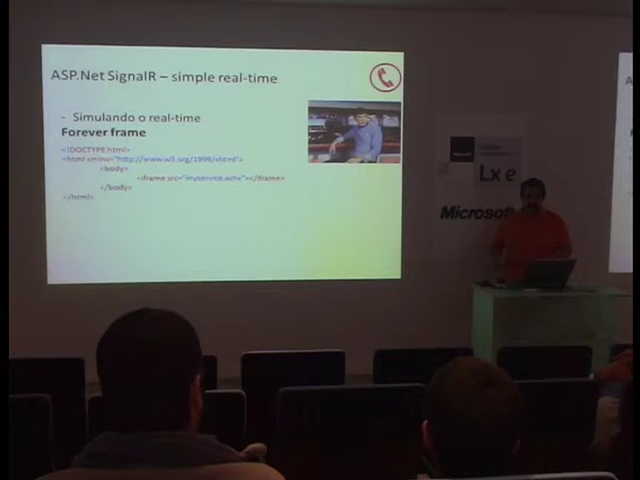 ASP.Net SignalR – simple real-time
- Simulando o real-time
Forever frame
<!DOCTYPE html>
<html xmlns="http://www.w3.org/1999/xhtml">
<body>
<iframe src="myservice.ashx"></iframe>
</body>
</html>
Lx e
Microsoft